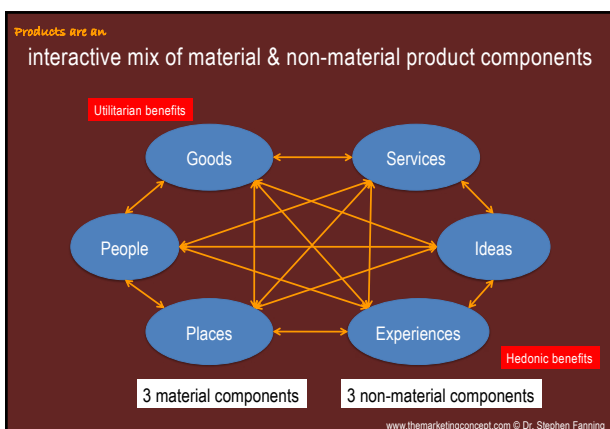 Products are an
interactive mix of material & non-material product components
Utilitarian benefits
Goods
Services
People
Ideas
Places
Experiences
Hedonic benefits
3 material components
3 non-material components
www.themarketingconcept.com © Dr. Stephen Fanning